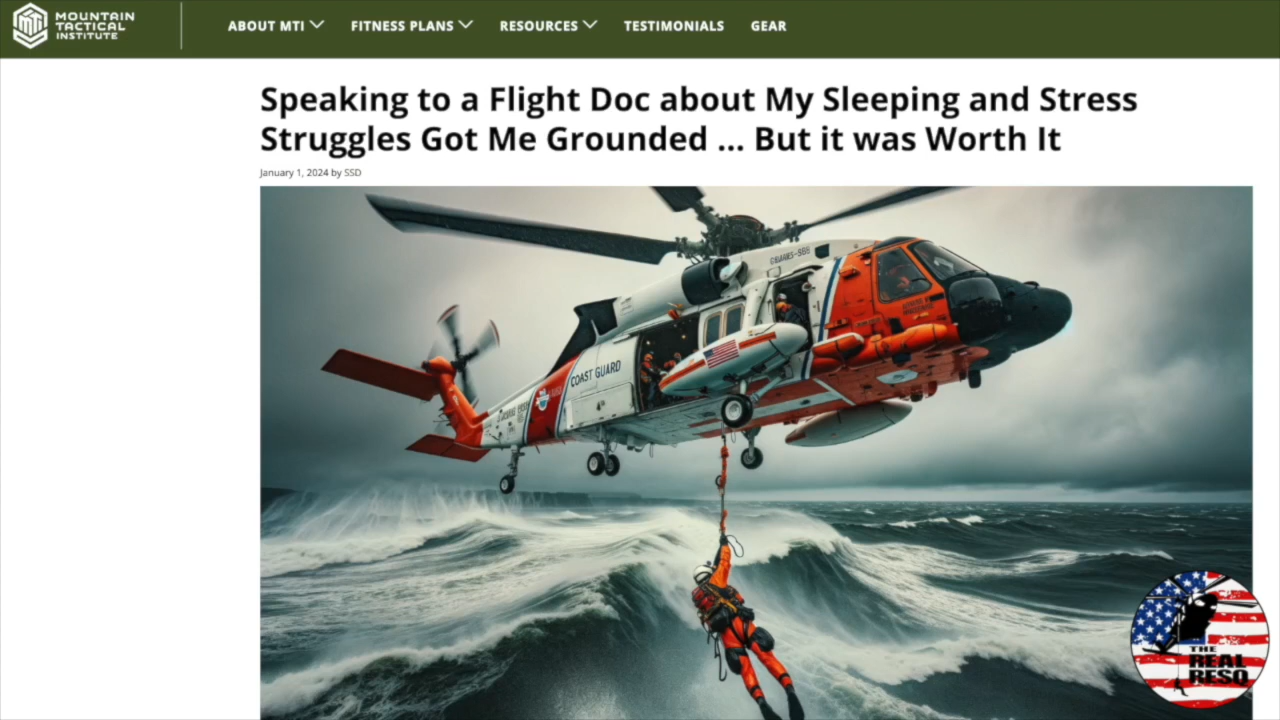 MOUNTAIN
TACTICAL
INSTITUTE
ABOUT MTI
FITNESS PLANS
RESOURCES
TESTIMONIALS
GEAR
Speaking to a Flight Doc about My Sleeping and Stress
Struggles Got Me Grounded ... But it was Worth It
January 1, 2024 by SSD
COAST GUARD
THE
REAL
RESQ